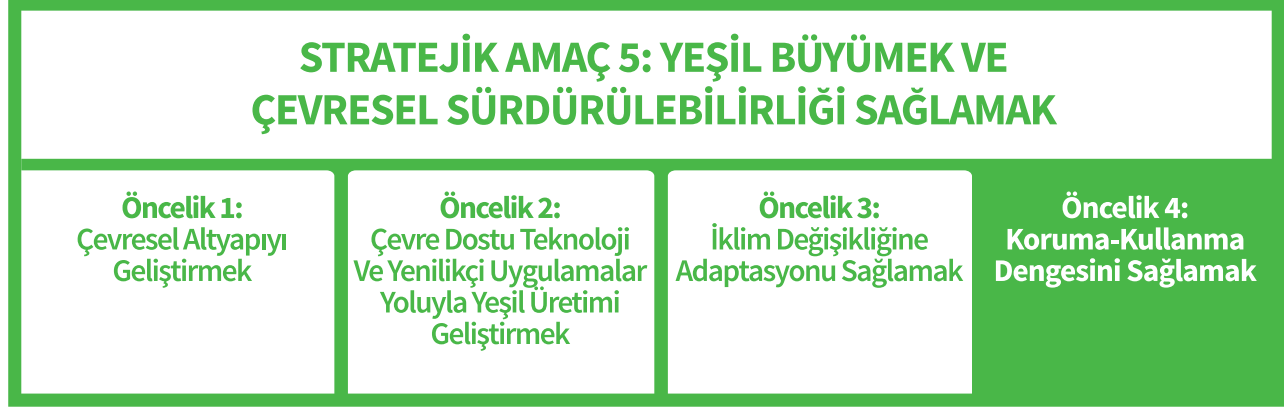 STRATEJİK AMAÇ 5: YEŞİL BÜYÜMEK VE
ÇEVRESEL SÜRDÜRÜLEBİLİRLİĞİ SAĞLAMAK
Öncelik 1:
Çevresel Altyapıyı
Geliştirmek
Öncelik 2:
Çevre Dostu Teknoloji
Ve Yenilikçi Uygulamalar
Yoluyla Yeşil Üretimi
Geliştirmek
Öncelik 3:
İklim Değişikliğine
Adaptasyonu Sağlamak
Öncelik 4:
Koruma-Kullanma
Dengesini Sağlamak